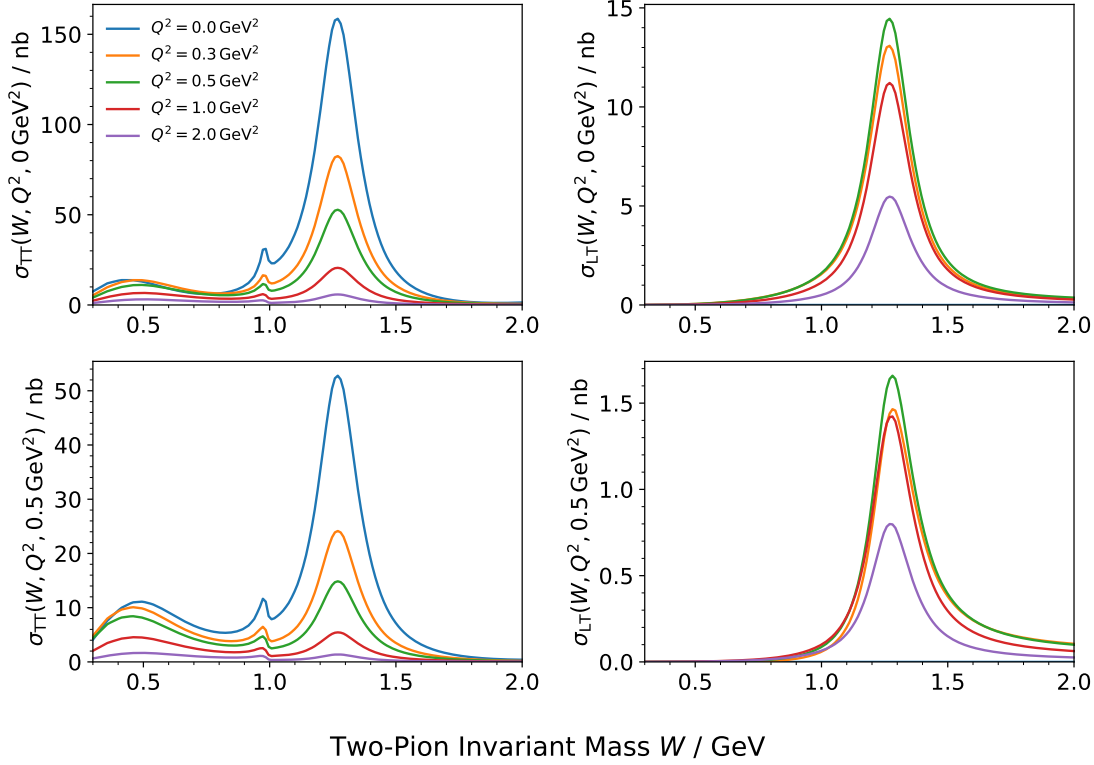 σTT(W, Q², 0 GeV²) / nb
150
100
50
0
Q² = 0.0 GeV²
Q² = 0.3 GeV²
Q² = 0.5 GeV²
Q² = 1.0 GeV²
Q² = 2.0 GeV²
0.5 1.0 1.5 2.0
σLT(W, Q², 0 GeV²) / nb
15
10
5
0
0.5 1.0 1.5 2.0
σTT(W, Q², 0.5 GeV²) / nb
50
40
30
20
10
0
0.5 1.0 1.5 2.0
σLT(W, Q², 0.5 GeV²) / nb
1.5
1.0
0.5
0.0
0.5 1.0 1.5 2.0
Two-Pion Invariant Mass W / GeV